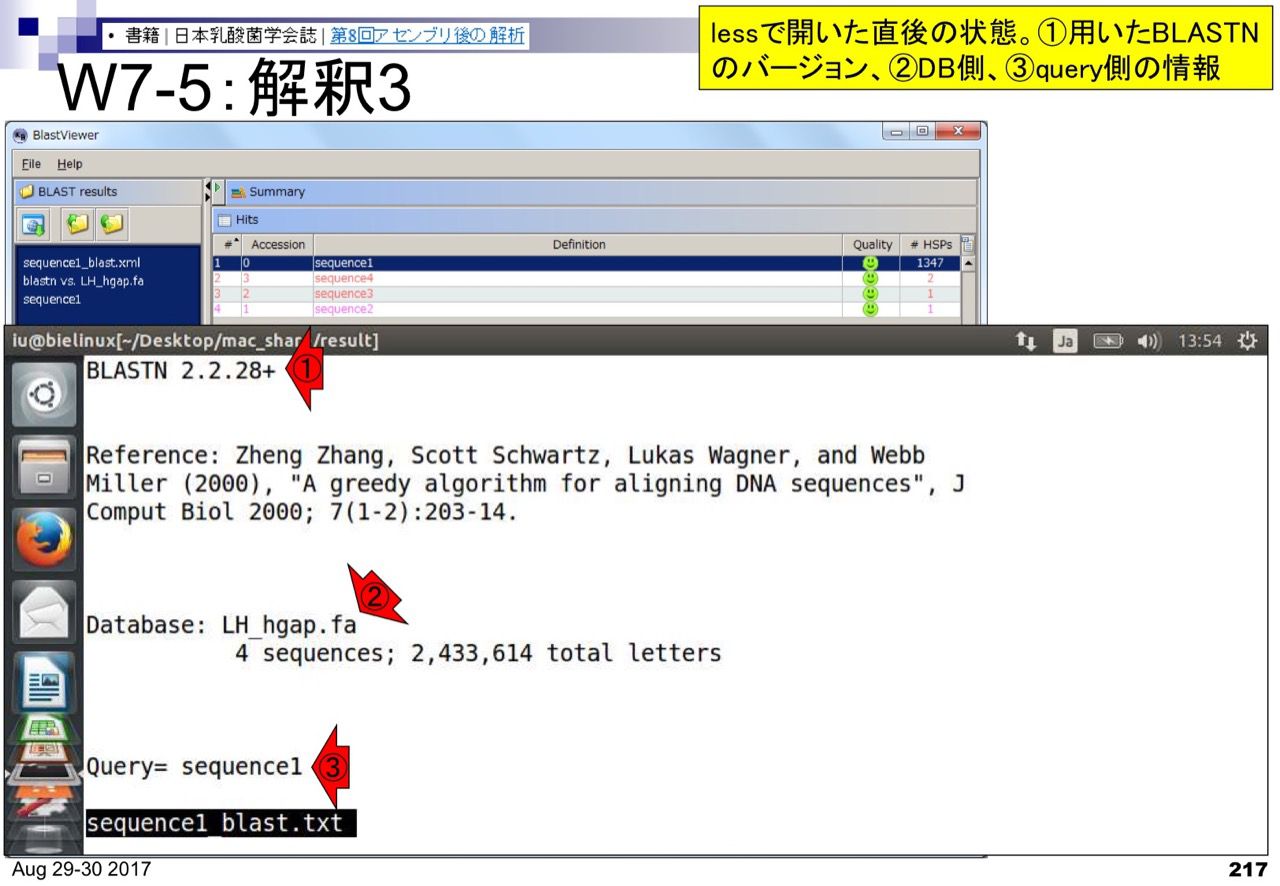 • 書籍 | 日本乳酸菌学会誌 | 第8回アセンブリ後の解析
lessで開いた直後の状態。①用いたBLASTN
のバージョン、②DB側、③query側の情報
W7-5：解釈3
BlastViewer
File Help
BLAST results
Summary
Hits
# Accession Definition Quality # HSPs
sequence1_blast.xml
blastn vs. LH_hgap.fa
sequence1
1 0 sequence1 1347
2 3 sequence4 2
3 2 sequence3 1
4 1 sequence2 1
iu@bielinux[~/Desktop/mac_shar /result]
Ja 13:54
BLASTN 2.2.28+ ①
Reference: Zheng Zhang, Scott Schwartz, Lukas Wagner, and Webb
Miller (2000), "A greedy algorithm for aligning DNA sequences", J
Comput Biol 2000; 7(1-2):203-14.
②
Database: LH_hgap.fa
4 sequences; 2,433,614 total letters
Query= sequence1 ③
sequence1_blast.txt
Aug 29-30 2017
217